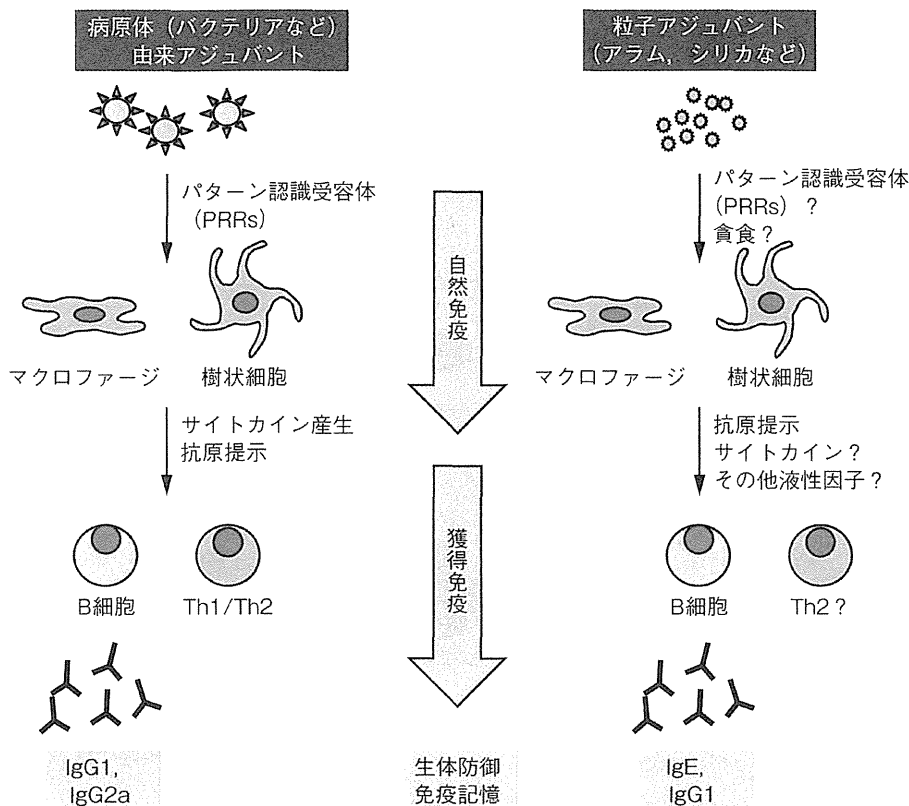 病原体（バクテリアなど）
由来アジュバント
パターン認識受容体
（PRRs）
マクロファージ
樹状細胞
サイトカイン産生
抗原提示
B細胞
Th1/Th2
IgG1,
IgG2a
自然免疫
獲得免疫
生体防御
免疫記憶
粒子アジュバント
（アラム，シリカなど）
パターン認識受容体
（PRRs）？
貪食？
マクロファージ
樹状細胞
抗原提示
サイトカイン？
その他液性因子？
B細胞
Th2？
IgE,
IgG1